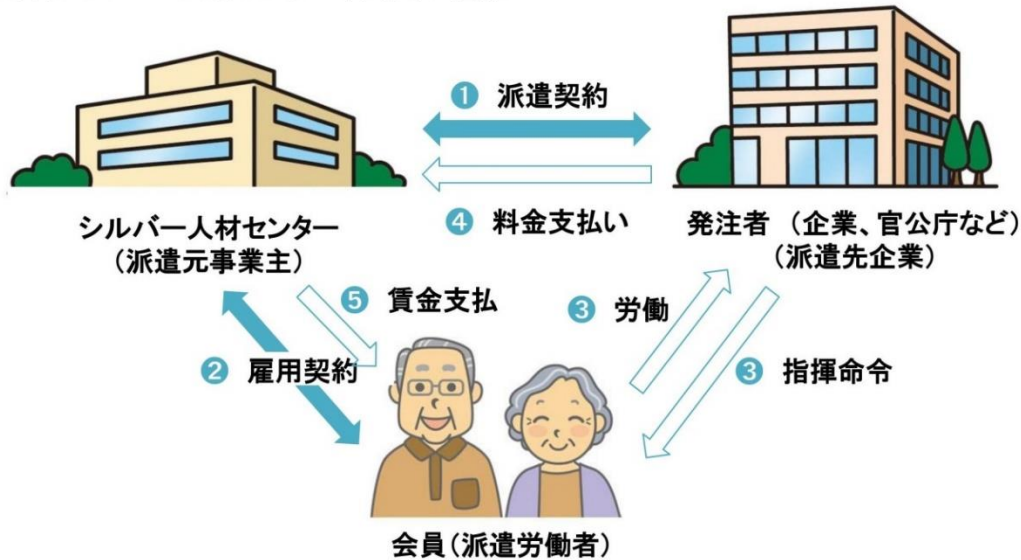 ❶ 派遣契約
❹ 料金支払い
シルバー人材センター
（派遣元事業主）
発注者 （企業、官公庁など）
（派遣先企業）
❺ 賃金支払
❸ 労働
❷ 雇用契約
❸ 指揮命令
会員（派遣労働者）